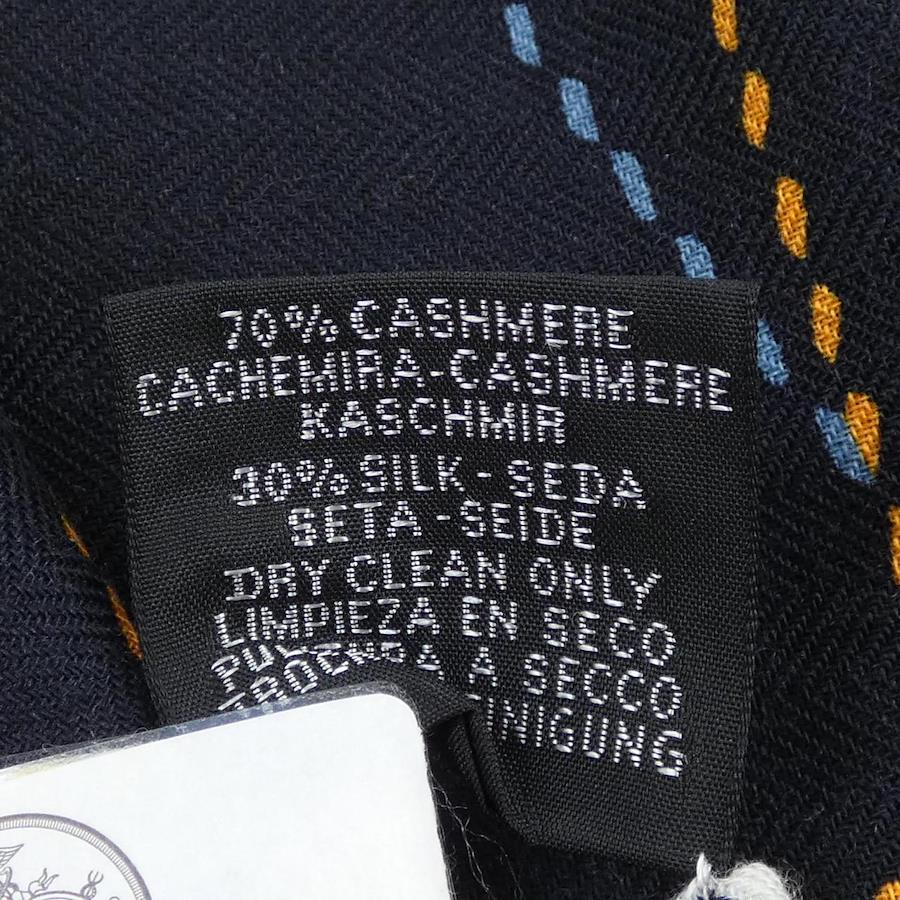 70% CASHMERE
CACHEMIRA-CASHMERE
KASCHMIR
30% SILK - SEDA
SETA - SEIDE
DRY CLEAN ONLY
LIMPIEZA EN SECO
A SECCO